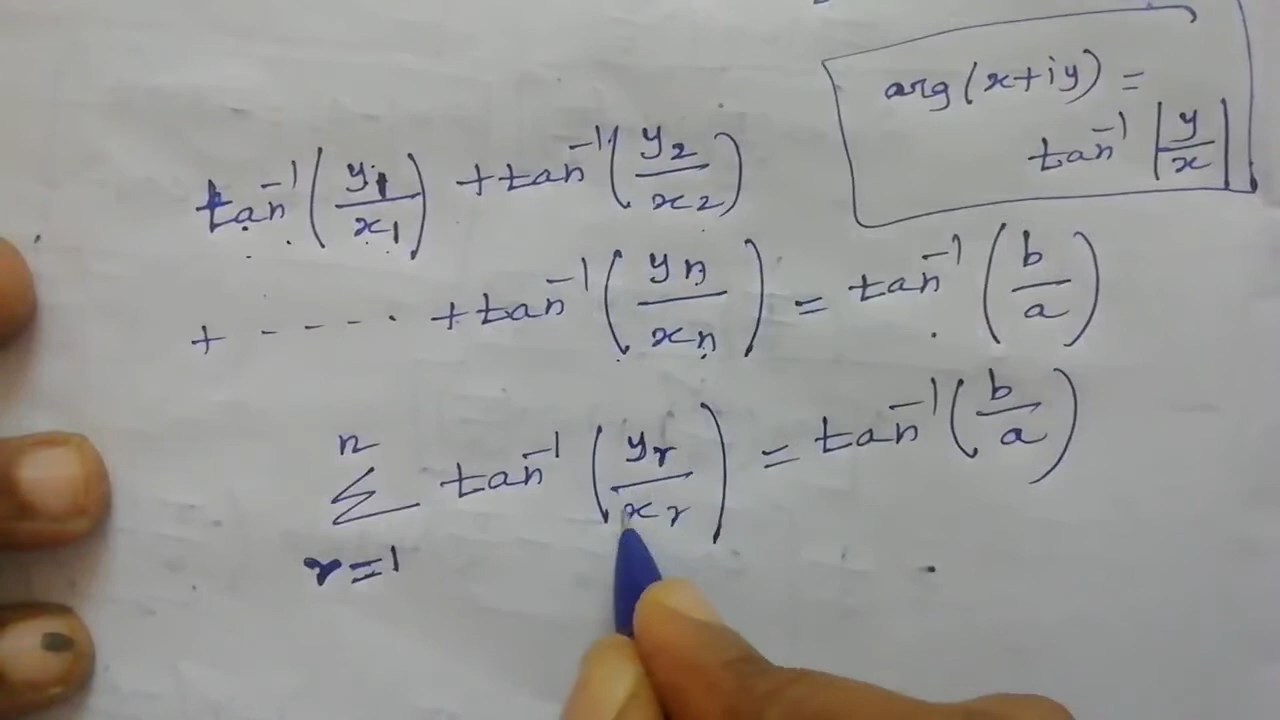 arg(x+iy) =
tan⁻¹ |y/x|
tan⁻¹(y₁/x₁) + tan⁻¹(y₂/x₂)
+ - - - - · + tan⁻¹(yn/xn) = tan⁻¹(b/a)
n
Σ tan⁻¹(yr/xr) = tan⁻¹(b/a)
r=1